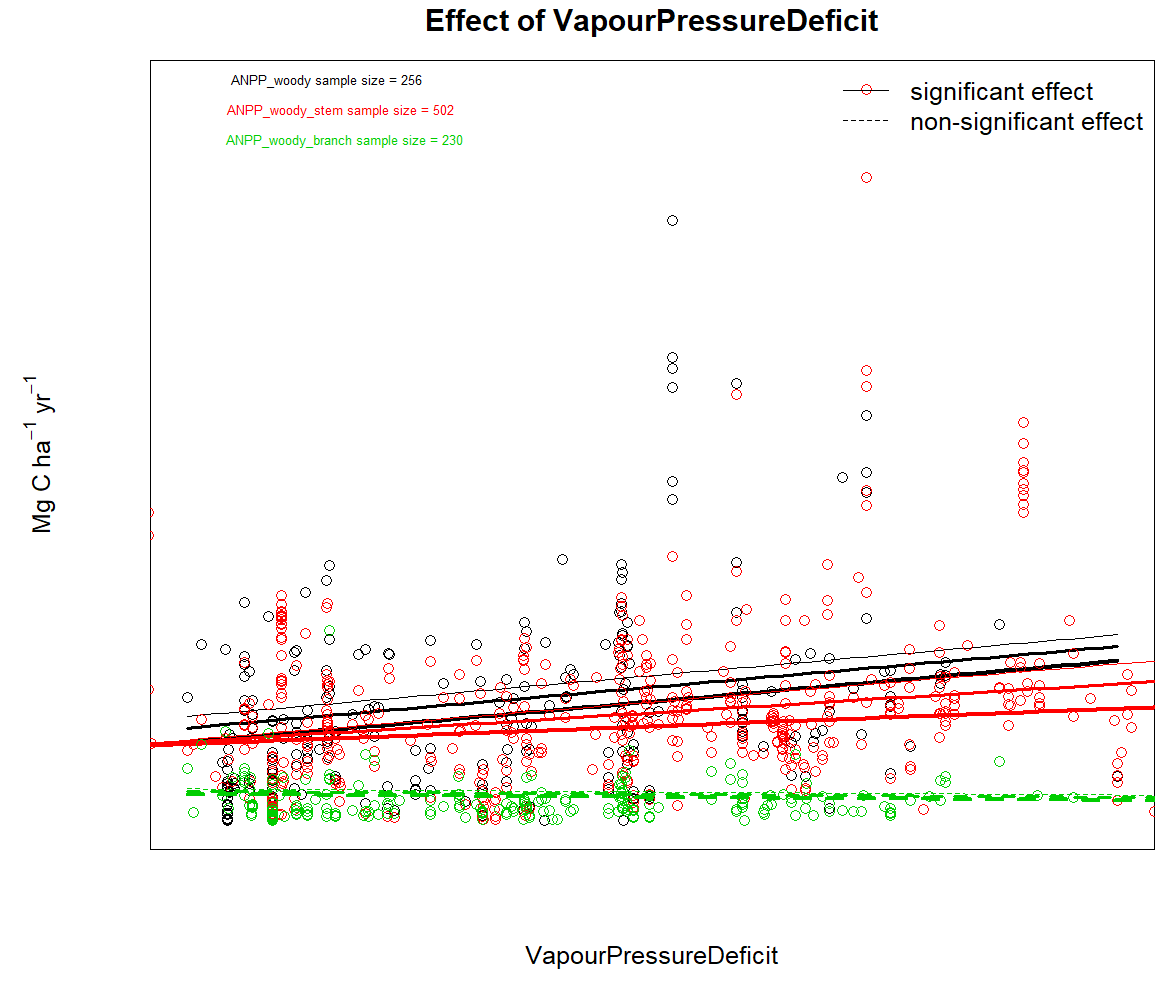 Effect of VapourPressureDeficit
ANPP_woody sample size = 256
ANPP_woody_stem sample size = 502
ANPP_woody_branch sample size = 230
significant effect
non-significant effect
Mg C ha⁻¹ yr⁻¹
VapourPressureDeficit